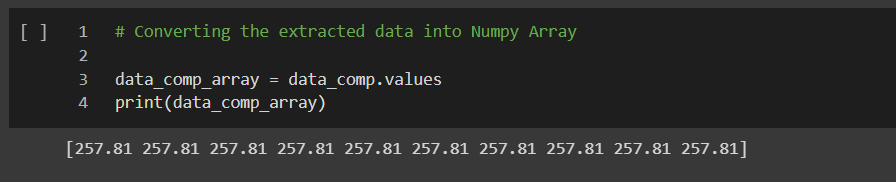 [ ] 1 # Converting the extracted data into Numpy Array
2
3 data_comp_array = data_comp.values
4 print(data_comp_array)
[257.81 257.81 257.81 257.81 257.81 257.81 257.81 257.81 257.81 257.81]